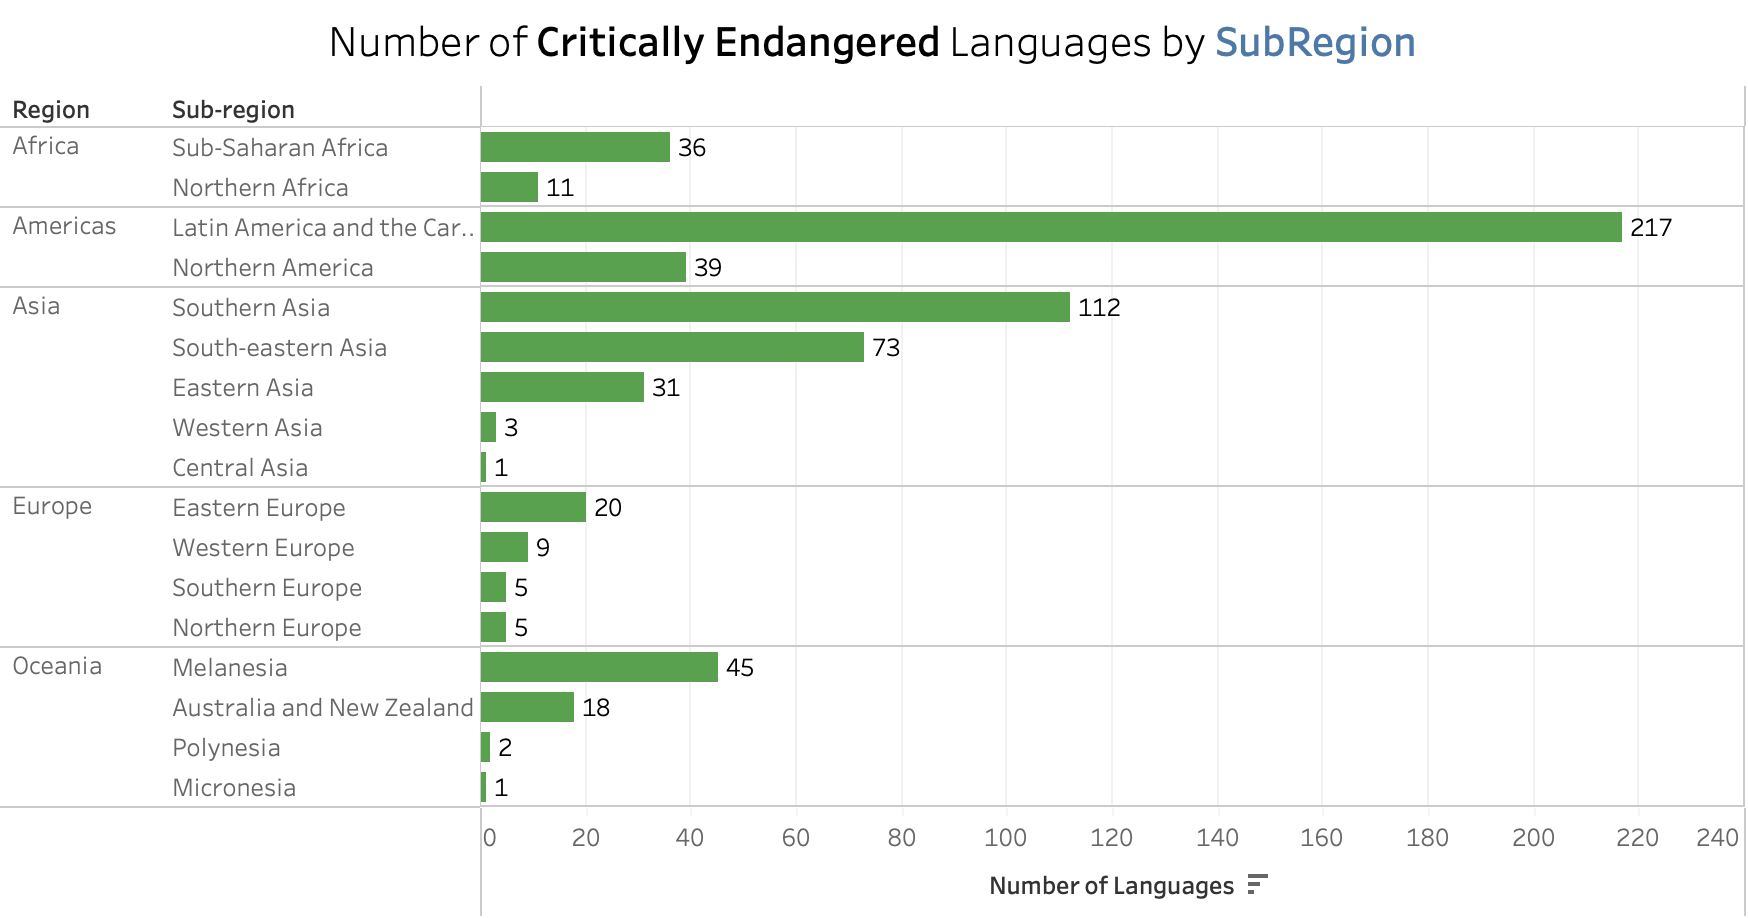 Number of Critically Endangered Languages by SubRegion
Region Sub-region
Africa Sub-Saharan Africa 36
Northern Africa 11
Americas Latin America and the Car.. 217
Northern America 39
Asia Southern Asia 112
South-eastern Asia 73
Eastern Asia 31
Western Asia 3
Central Asia 1
Europe Eastern Europe 20
Western Europe 9
Southern Europe 5
Northern Europe 5
Oceania Melanesia 45
Australia and New Zealand 18
Polynesia 2
Micronesia 1
0 20 40 60 80 100 120 140 160 180 200 220 240
Number of Languages